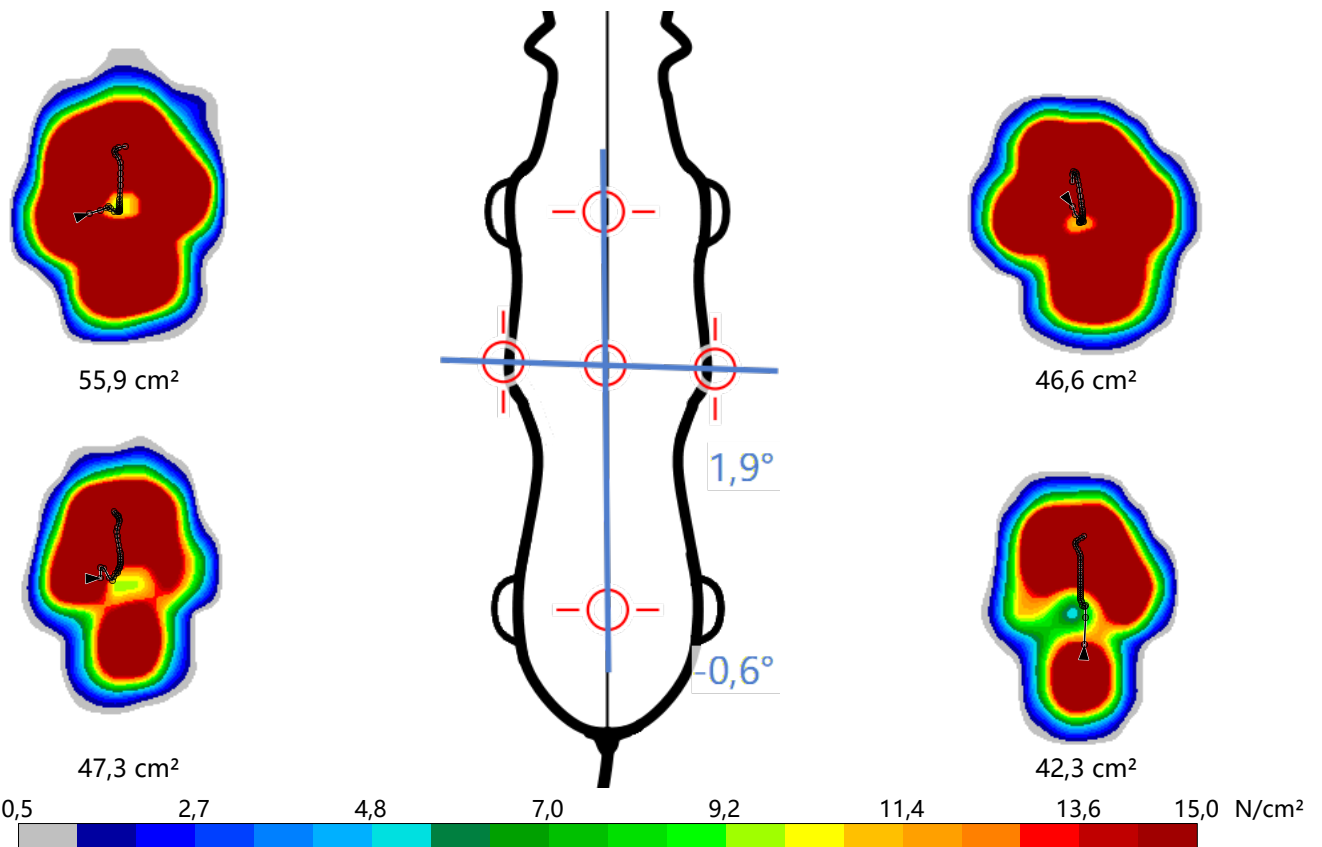 55,9 cm²
46,6 cm²
1,9°
-0,6°
47,3 cm²
42,3 cm²
0,5 2,7 4,8 7,0 9,2 11,4 13,6 15,0 N/cm²